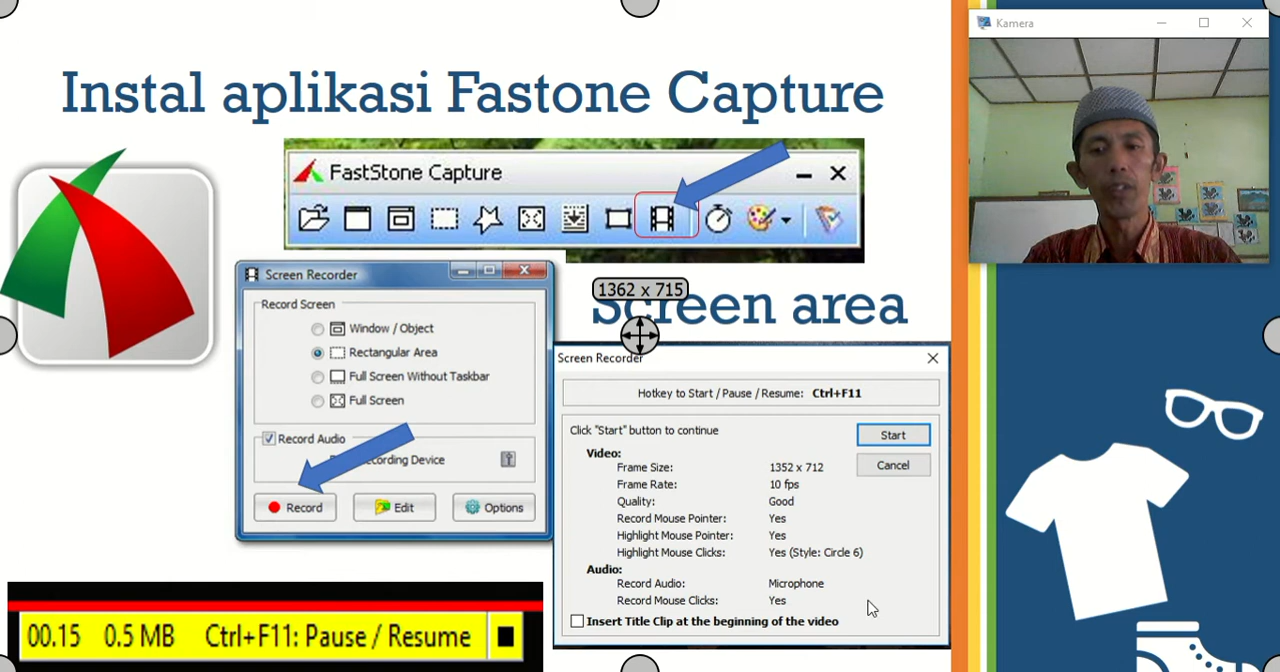 Kamera
Instal aplikasi Fastone Capture
FastStone Capture
1362 x 715
Screen area
Screen Recorder
Record Screen
Window / Object
Rectangular Area
Full Screen Without Taskbar
Full Screen
Record Audio
Recording Device
Record
Edit
Options
Screen Recorder
Hotkey to Start / Pause / Resume: Ctrl+F11
Click "Start" button to continue
Start
Cancel
Video:
Frame Size: 1352 x 712
Frame Rate: 10 fps
Quality: Good
Record Mouse Pointer: Yes
Highlight Mouse Pointer: Yes
Highlight Mouse Clicks: Yes (Style: Circle 6)
Audio:
Record Audio: Microphone
Record Mouse Clicks: Yes
Insert Title Clip at the beginning of the video
00.15 0.5 MB Ctrl+F11: Pause / Resume